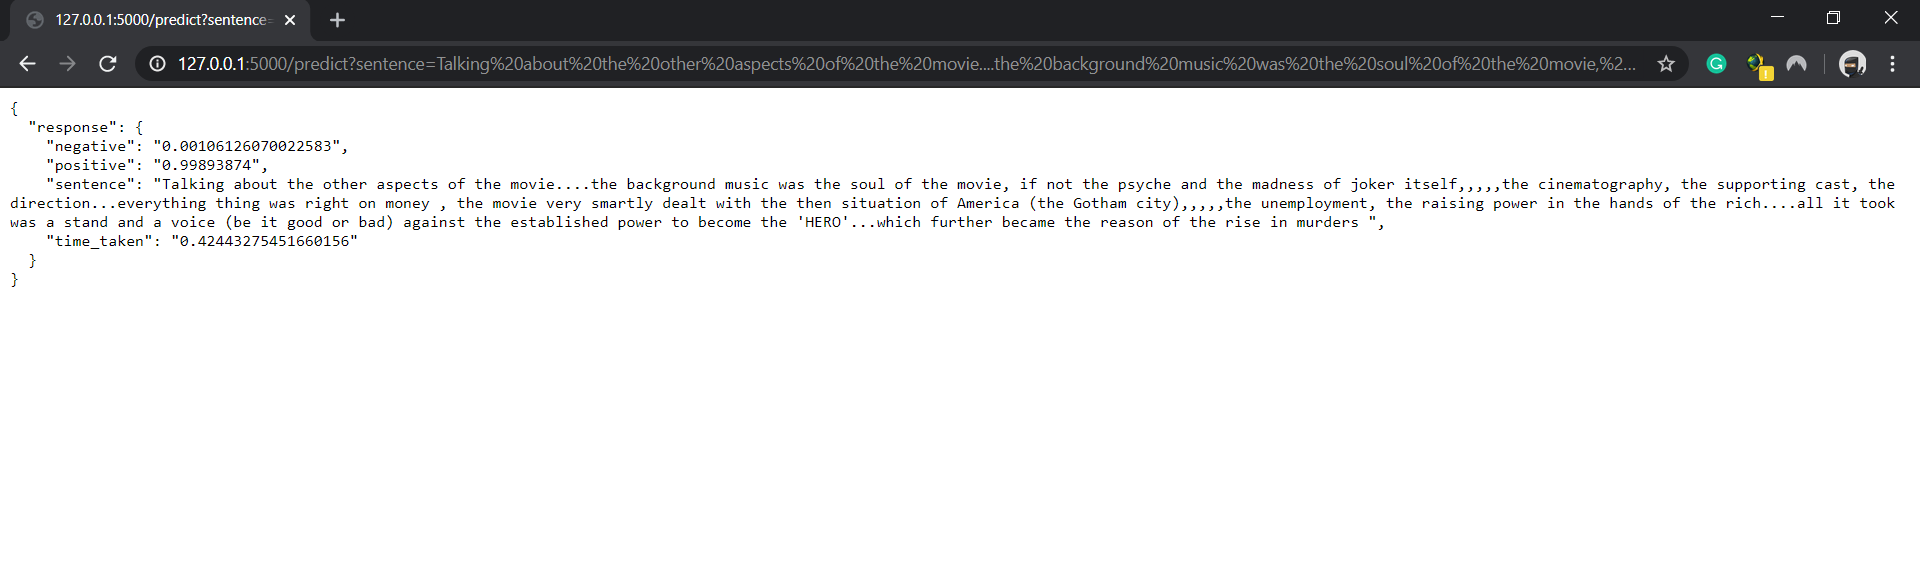 127.0.0.1:5000/predict?sentence=
127.0.0.1:5000/predict?sentence=Talking%20about%20the%20other%20aspects%20of%20the%20movie....the%20background%20music%20was%20the%20soul%20of%20the%20movie,%2...
{
  "response": {
    "negative": "0.00106126070022583",
    "positive": "0.99893874",
    "sentence": "Talking about the other aspects of the movie....the background music was the soul of the movie, if not the psyche and the madness of joker itself,,,,,the cinematography, the supporting cast, the
direction...everything thing was right on money , the movie very smartly dealt with the then situation of America (the Gotham city),,,,,the unemployment, the raising power in the hands of the rich....all it took
was a stand and a voice (be it good or bad) against the established power to become the 'HERO'...which further became the reason of the rise in murders ",
    "time_taken": "0.42443275451660156"
  }
}